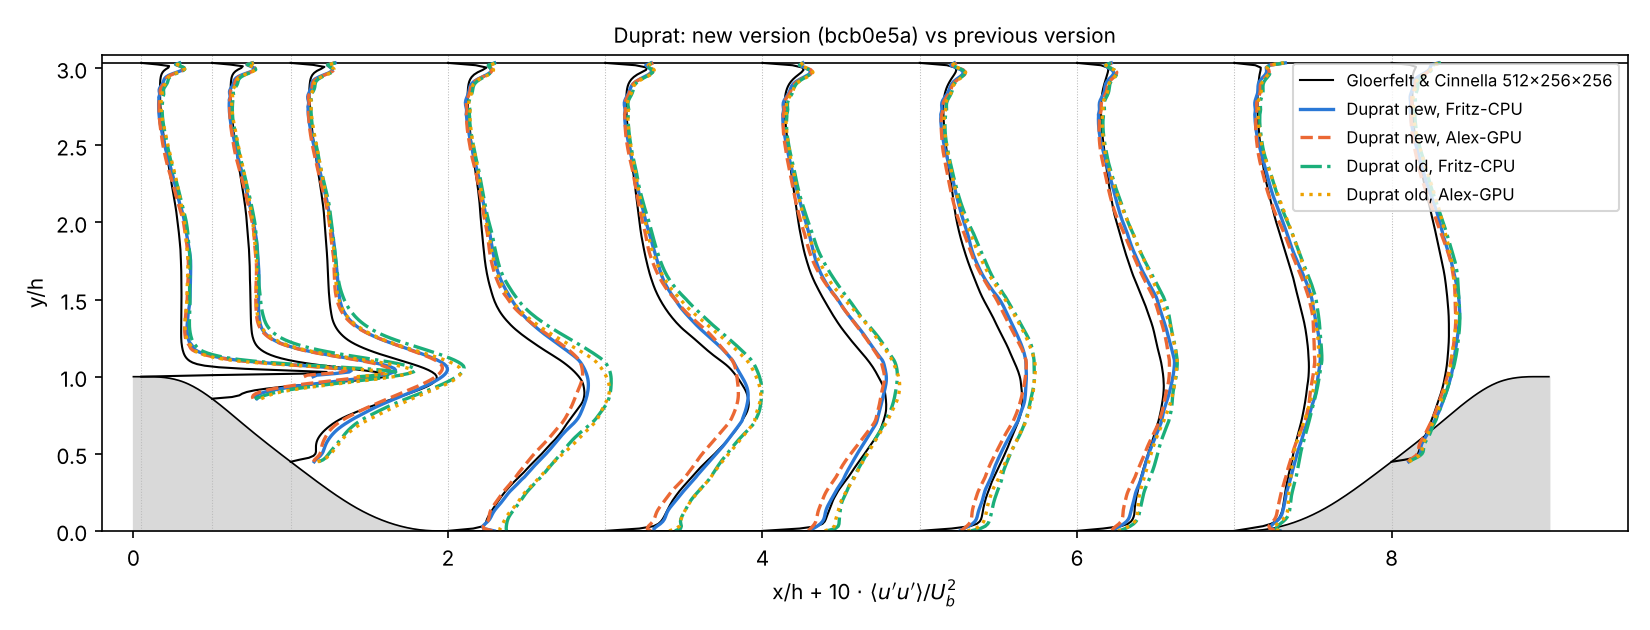 Duprat: new version (bcb0e5a) vs previous version
Gloerfelt & Cinnella 512×256×256
Duprat new, Fritz-CPU
Duprat new, Alex-GPU
Duprat old, Fritz-CPU
Duprat old, Alex-GPU
3.0
2.5
2.0
1.5
1.0
0.5
0.0
y/h
0 2 4 6 8
x/h + 10 · ⟨u′u′⟩/U_b^2